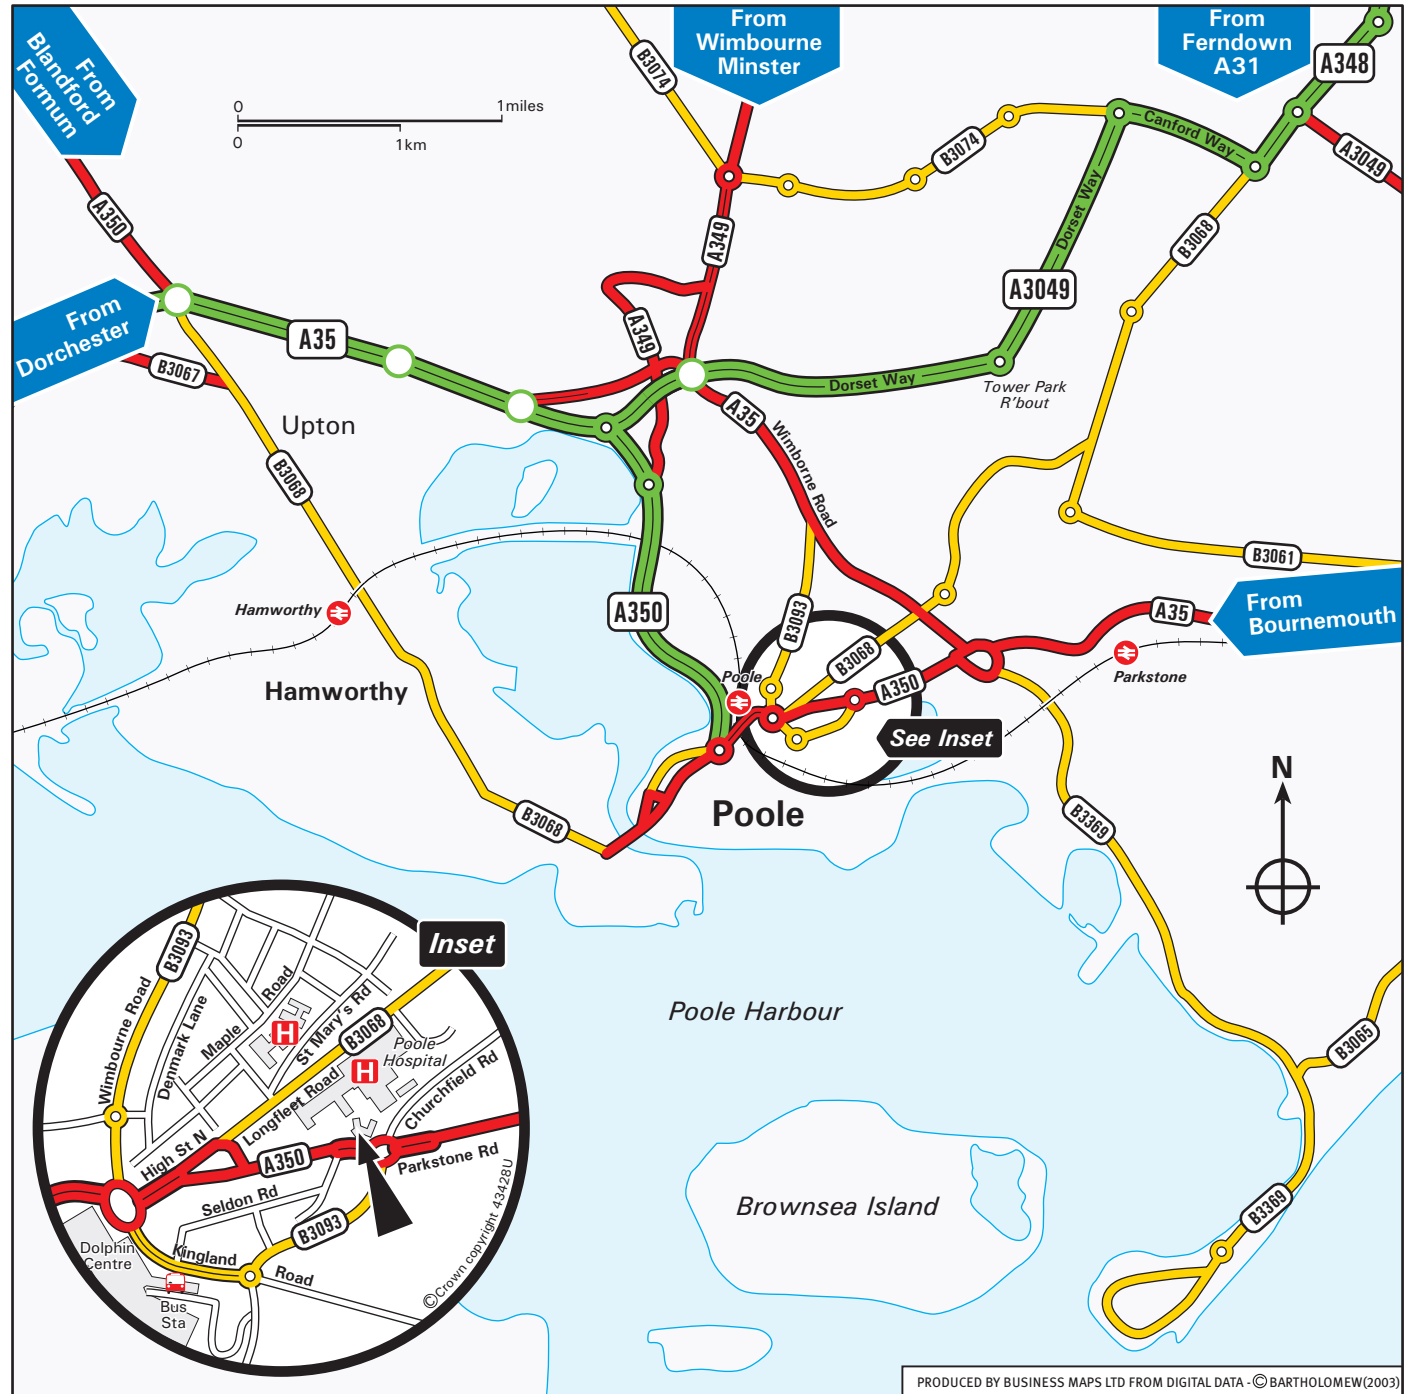 From
Blandford
Formum
From
Wimbourne
Minster
From
Ferndown
A31
A348
B3074
0
1miles
0
1km
Canford Way
B3074
A3049
A350
A349
Dorset Way
B3068
From
Dorchester
A35
A349
A3049
B3067
Dorset Way
Tower Park
R'bout
A35
Wimborne Road
Upton
B3068
B3061
Hamworthy
A350
B3093
A35
From
Bournemouth
B3068
Parkstone
Poole
A350
Hamworthy
See Inset
N
Poole
B3068
B3369
Inset
B3093
Road
Wimbourne Road
Denmark Lane
Maple
St Mary's Rd
B3068
Poole
Hospital
H
H
Longfleet Road
Churchfield Rd
High St N
A350
Parkstone Rd
Seldon Rd
B3093
Dolphin
Centre
Kingland
Road
Bus
Sta
©Crown copyright 43428U
Poole Harbour
B3065
Brownsea Island
B3369
PRODUCED BY BUSINESS MAPS LTD FROM DIGITAL DATA - © BARTHOLOMEW(2003)